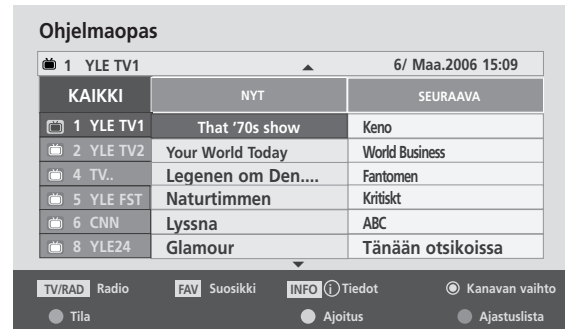 Ohjelmaopas
1 YLE TV1 6/ Maa.2006 15:09
KAIKKI NYT SEURAAVA
1 YLE TV1 That '70s show Keno
2 YLE TV2 Your World Today World Business
4 TV.. Legenen om Den.... Fantomen
5 YLE FST Naturtimmen Kritiskt
6 CNN Lyssna ABC
8 YLE24 Glamour Tänään otsikoissa
TV/RAD Radio FAV Suosikki INFO i Tiedot Kanavan vaihto
Tila Ajoitus Ajastuslista